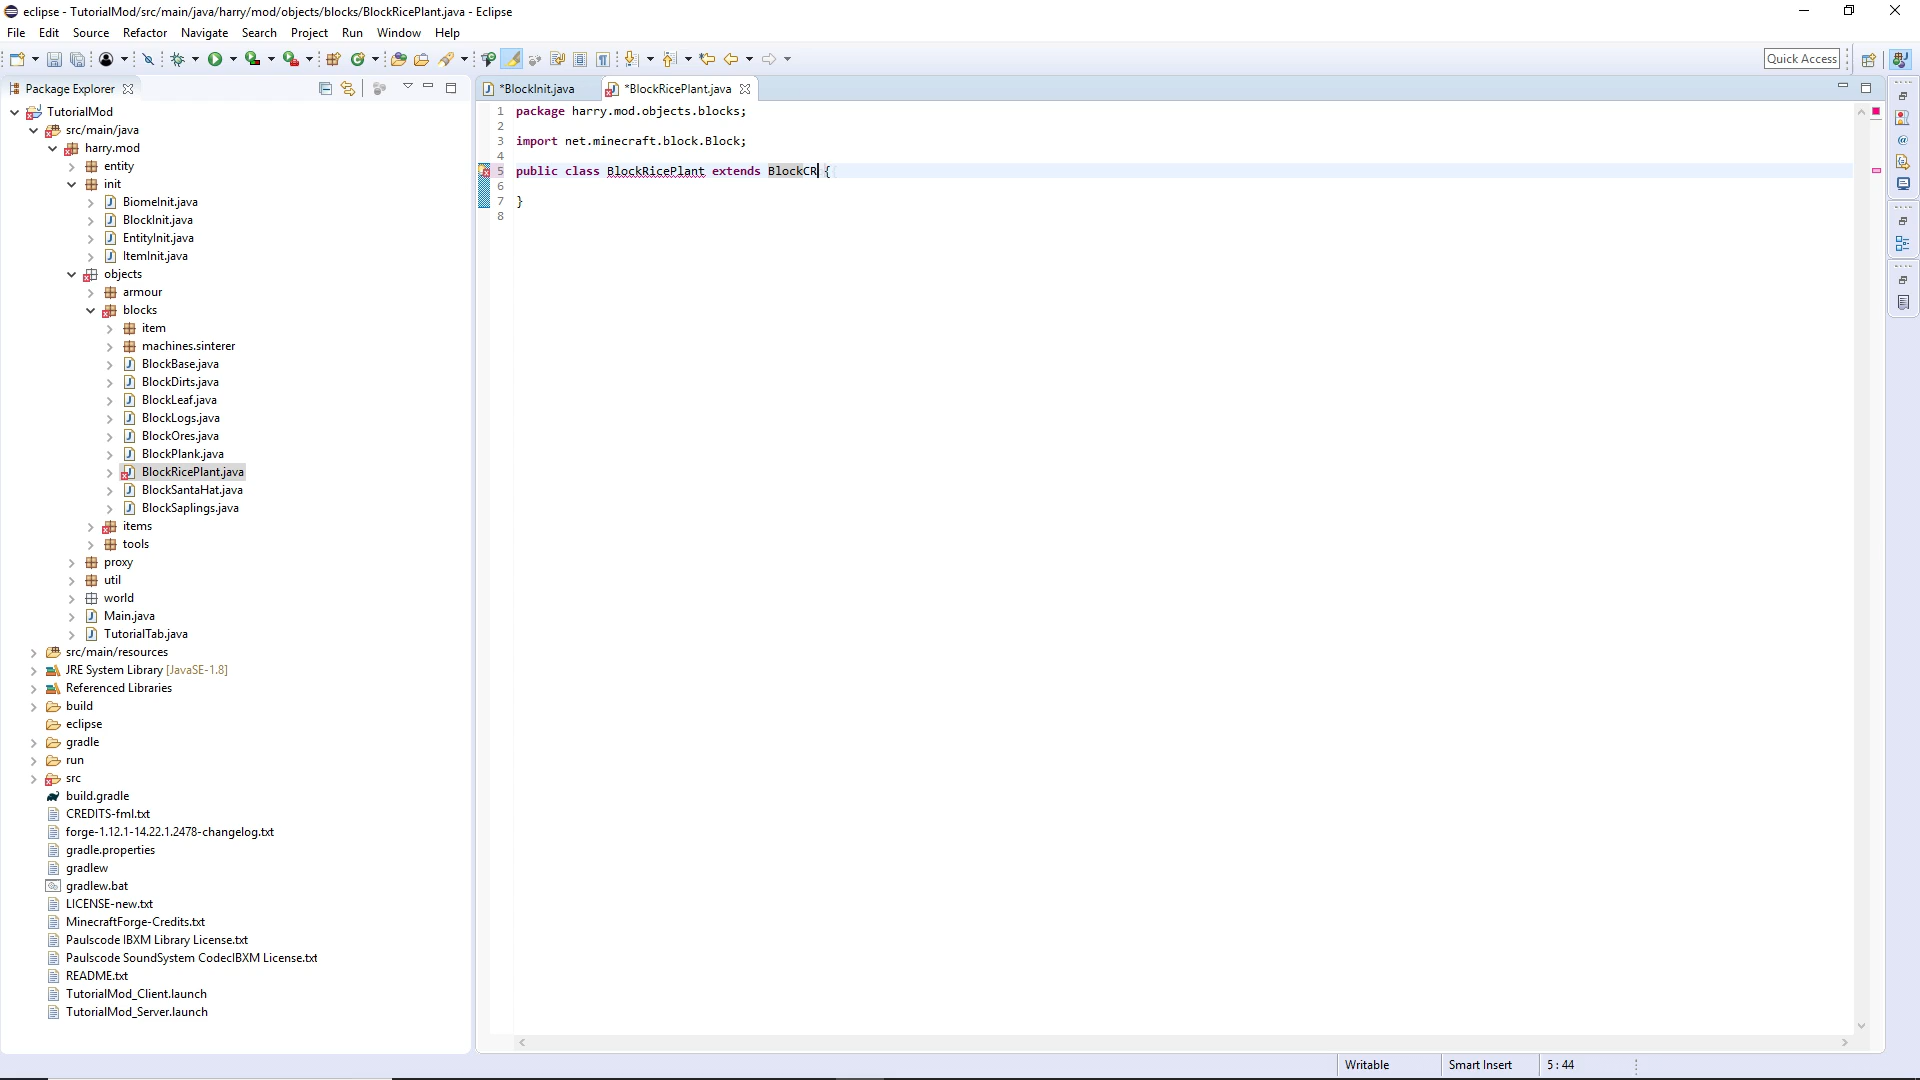 eclipse - TutorialMod/src/main/java/harry/mod/objects/blocks/BlockRicePlant.java - Eclipse
File Edit Source Refactor Navigate Search Project Run Window Help
Quick Access
Package Explorer
*BlockInit.java
*BlockRicePlant.java
TutorialMod
src/main/java
harry.mod
entity
init
BiomeInit.java
BlockInit.java
EntityInit.java
ItemInit.java
objects
armour
blocks
item
machines.sinterer
BlockBase.java
BlockDirts.java
BlockLeaf.java
BlockLogs.java
BlockOres.java
BlockPlank.java
BlockRicePlant.java
BlockSantaHat.java
BlockSaplings.java
items
tools
proxy
util
world
Main.java
TutorialTab.java
src/main/resources
JRE System Library [JavaSE-1.8]
Referenced Libraries
build
eclipse
gradle
run
src
build.gradle
CREDITS-fml.txt
forge-1.12.1-14.22.1.2478-changelog.txt
gradle.properties
gradlew
gradlew.bat
LICENSE-new.txt
MinecraftForge-Credits.txt
Paulscode IBXM Library License.txt
Paulscode SoundSystem CodecIBXM License.txt
README.txt
TutorialMod_Client.launch
TutorialMod_Server.launch
1 package harry.mod.objects.blocks;
2
3 import net.minecraft.block.Block;
4
5 public class BlockRicePlant extends BlockCR {
6
7 }
8
Writable
Smart Insert
5 : 44